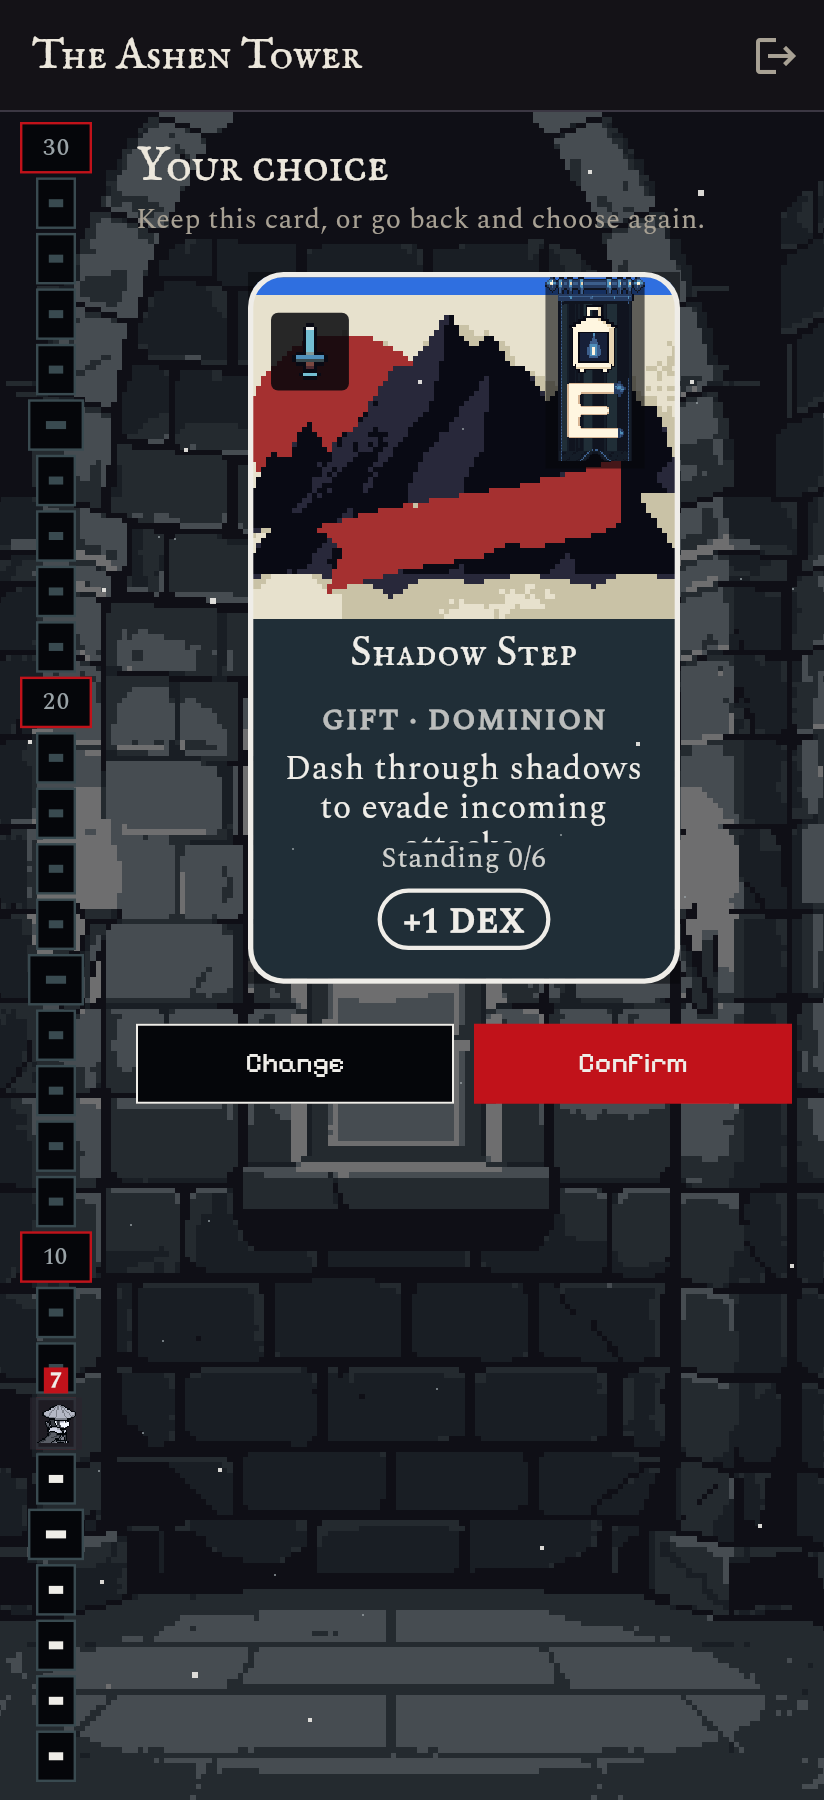 The Ashen Tower
30
Your choice
Keep this card, or go back and choose again.
E
20
Shadow Step
GIFT · DOMINION
Dash through shadows
to evade incoming
Standing 0/6
+1 DEX
Change
Confirm
10
7